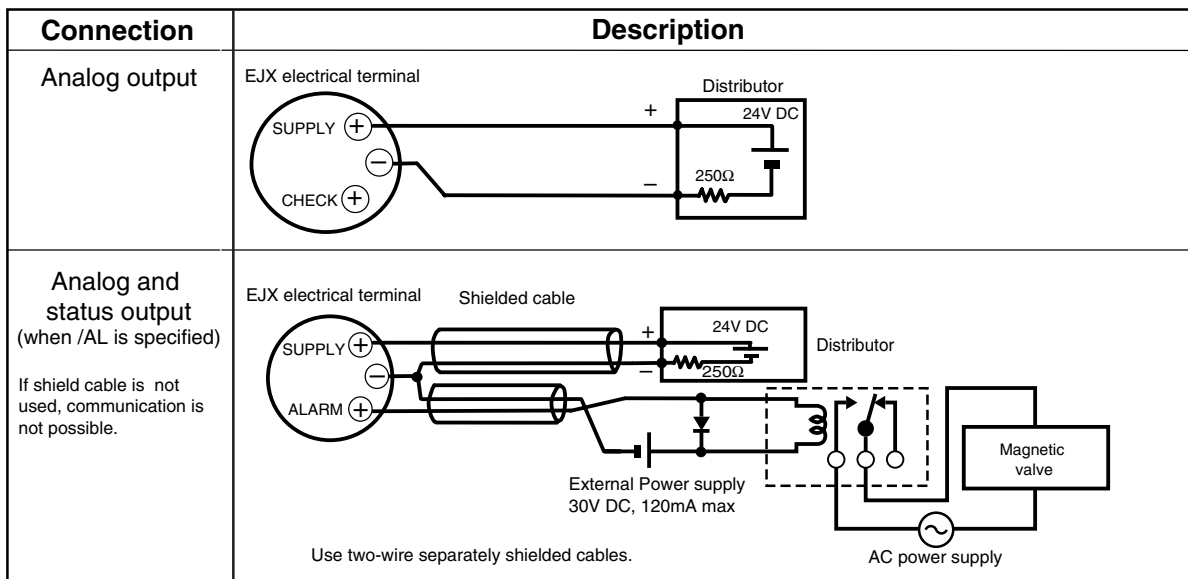 Connection
Description
Analog output
EJX electrical terminal
Distributor
24V DC
SUPPLY
+
−
CHECK
+
+
−
250Ω
Analog and
status output
(when /AL is specified)
If shield cable is not
used, communication is
not possible.
EJX electrical terminal
Shielded cable
Distributor
24V DC
250Ω
SUPPLY
+
−
ALARM
+
+
−
External Power supply
30V DC, 120mA max
Magnetic
valve
AC power supply
Use two-wire separately shielded cables.